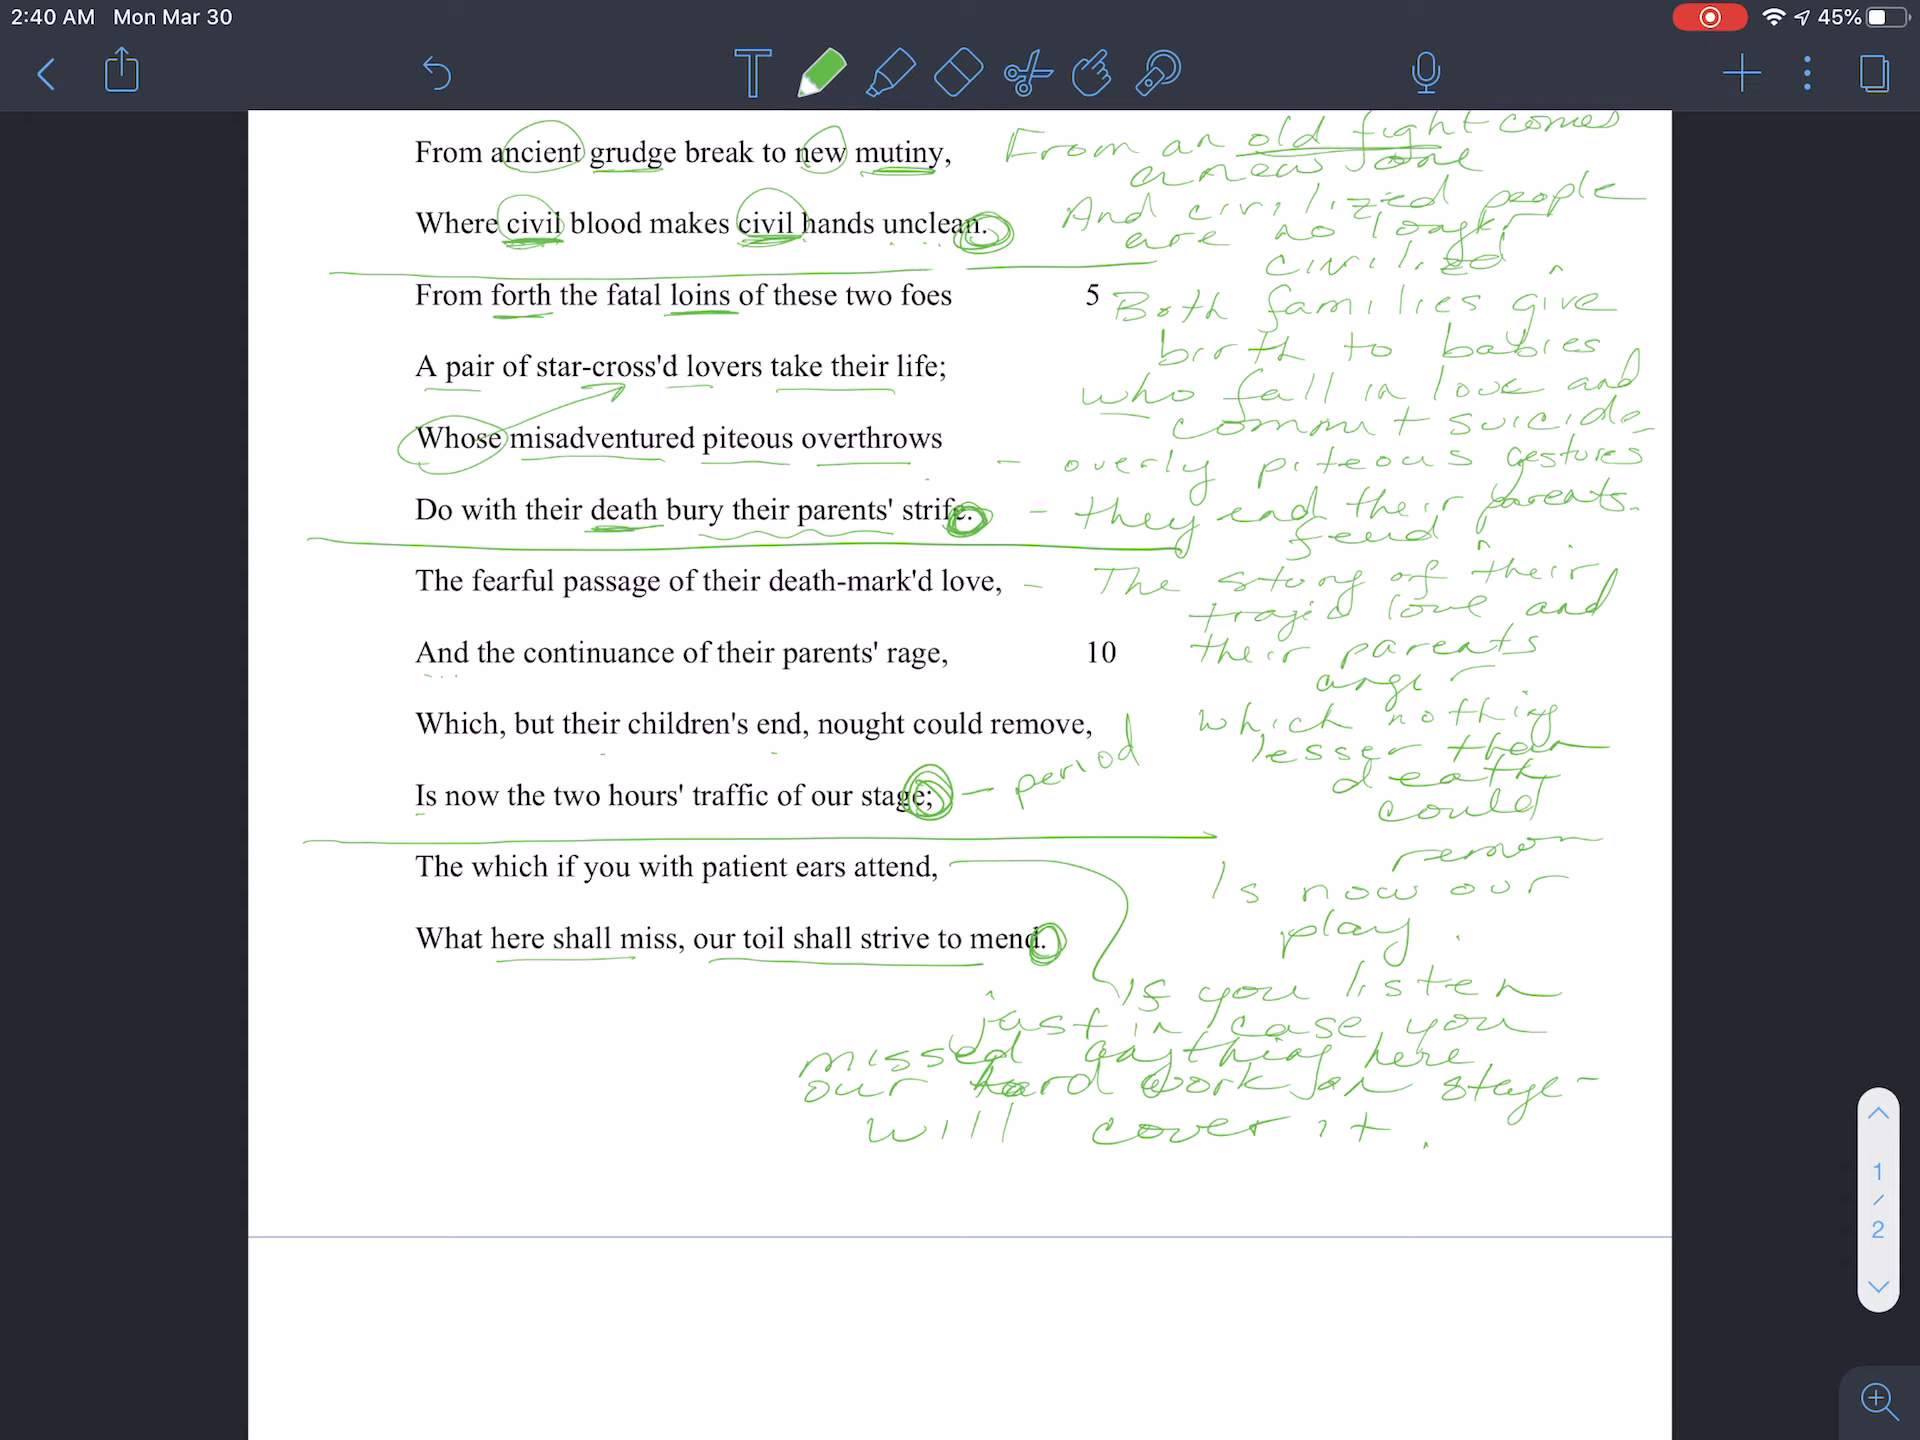 2:40 AM Mon Mar 30
45%
T
From ancient grudge break to new mutiny,
From an old fight comes
a new one
Where civil blood makes civil hands unclean.
And civilized people
are no longer
civilized
From forth the fatal loins of these two foes
5
Both families give
birth to babies
A pair of star-cross'd lovers take their life;
who fall in love and
commit suicide
Whose misadventured piteous overthrows
- overly piteous gestures
Do with their death bury their parents' strife.
- they end their parents.
feud
The fearful passage of their death-mark'd love,
- The story of their
tragic love and
And the continuance of their parents' rage,
10
their parents
anger
Which, but their children's end, nought could remove,
which nothing
lesser then
death
could
Is now the two hours' traffic of our stage;
- period
remov
The which if you with patient ears attend,
Is now our
play.
What here shall miss, our toil shall strive to mend.
If you listen
just in case you
missed anything here
our hard work on stage-
will cover it.
1
/
2